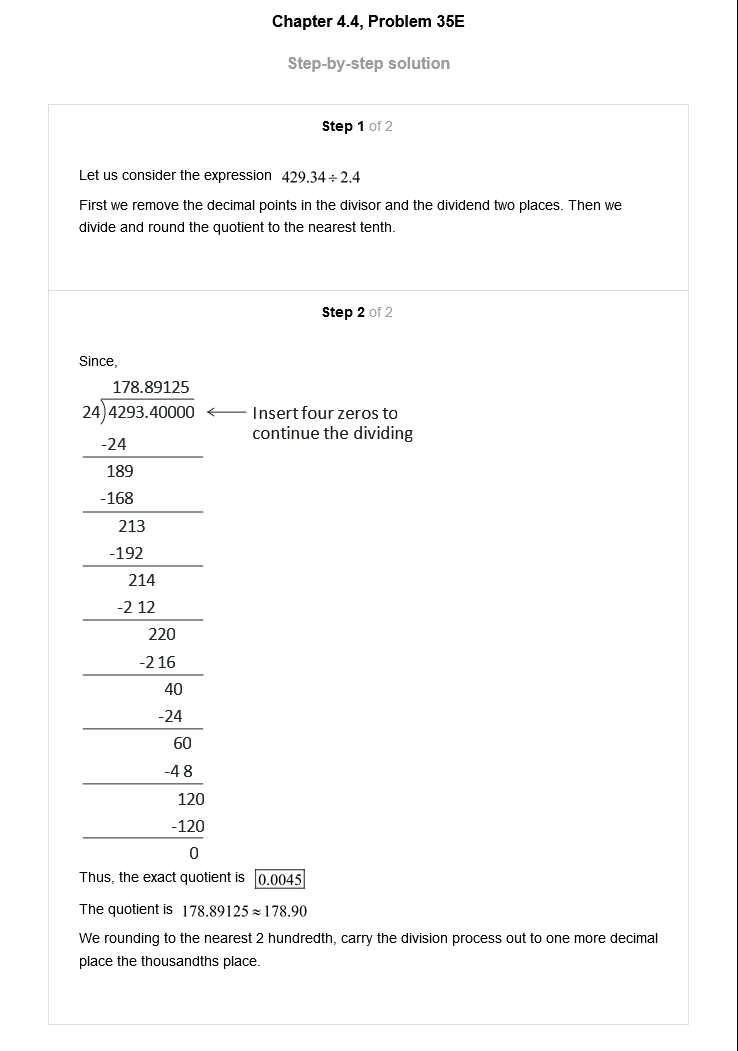 Chapter 4.4, Problem 35E
Step-by-step solution
Step 1 of 2
Let us consider the expression 429.34 ÷ 2.4
First we remove the decimal points in the divisor and the dividend two places. Then we
divide and round the quotient to the nearest tenth.
Step 2 of 2
Since,
178.89125
24)4293.40000 ← Insert four zeros to
continue the dividing
-24
189
-168
213
-192
214
-2 12
220
-2 16
40
-24
60
-4 8
120
-120
0
Thus, the exact quotient is 0.0045
The quotient is 178.89125 ≈ 178.90
We rounding to the nearest 2 hundredth, carry the division process out to one more decimal
place the thousandths place.